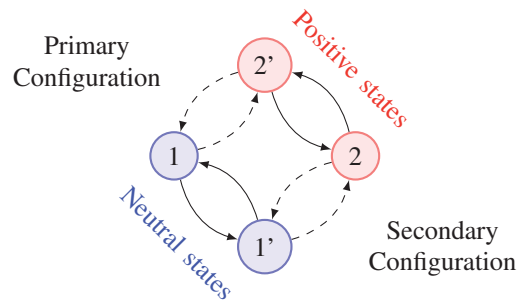 Primary
Configuration
Positive states
2’
1
2
1’
Neutral states
Secondary
Configuration